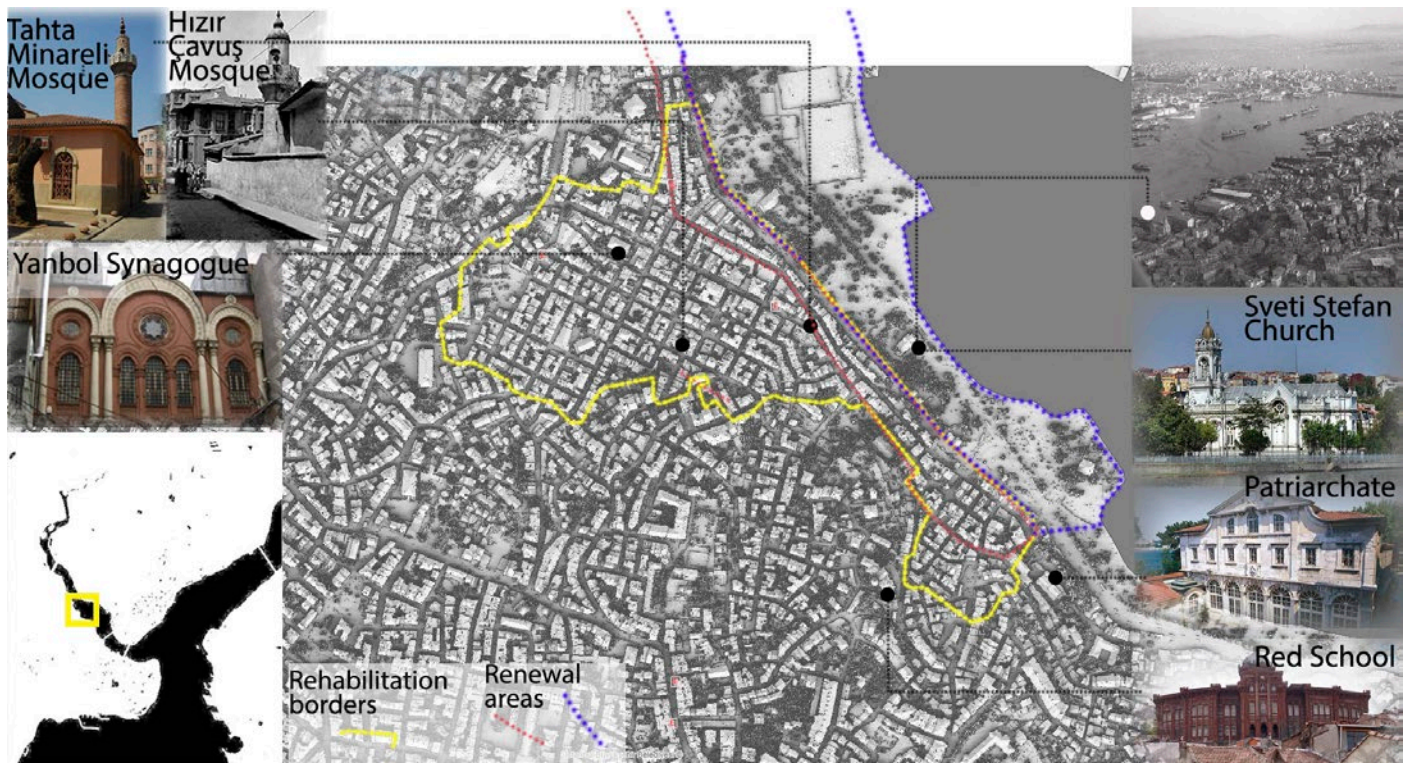 Tahta
Minareli
Mosque
Hızır
Çavuş
Mosque
Yanbol Synagogue
Sveti Stefan
Church
Patriarchate
Red School
Rehabilitation
borders
Renewal
areas